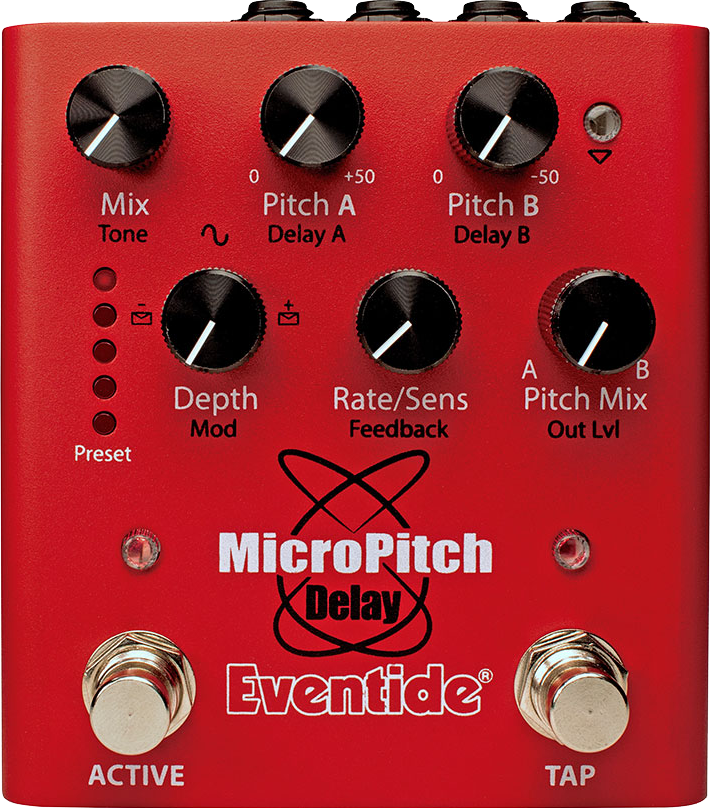 0 +50 0 -50
Mix Pitch A Pitch B
Tone Delay A Delay B
- +
A B
Depth Rate/Sens Pitch Mix
Mod Feedback Out Lvl
Preset
MicroPitch
Delay
Eventide®
ACTIVE TAP